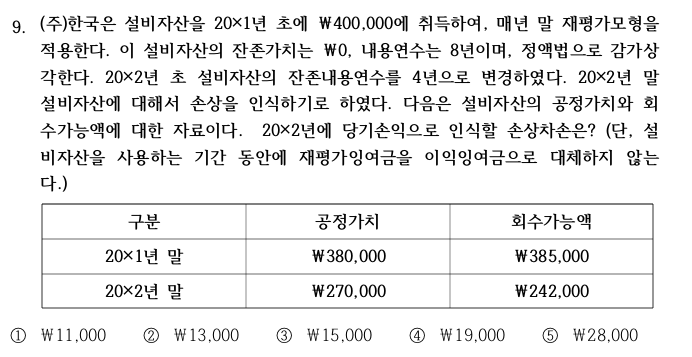 9. (주)한국은 설비자산을 20×1년 초에 ₩400,000에 취득하여, 매년 말 재평가모형을
적용한다. 이 설비자산의 잔존가치는 ₩0, 내용연수는 8년이며, 정액법으로 감가상
각한다. 20×2년 초 설비자산의 잔존내용연수를 4년으로 변경하였다. 20×2년 말
설비자산에 대해서 손상을 인식하기로 하였다. 다음은 설비자산의 공정가치와 회
수가능액에 대한 자료이다. 20×2년에 당기손익으로 인식할 손상차손은? (단, 설
비자산을 사용하는 기간 동안에 재평가잉여금을 이익잉여금으로 대체하지 않는
다.)
구분 공정가치 회수가능액
20×1년 말 ₩380,000 ₩385,000
20×2년 말 ₩270,000 ₩242,000
① ₩11,000 ② ₩13,000 ③ ₩15,000 ④ ₩19,000 ⑤ ₩28,000